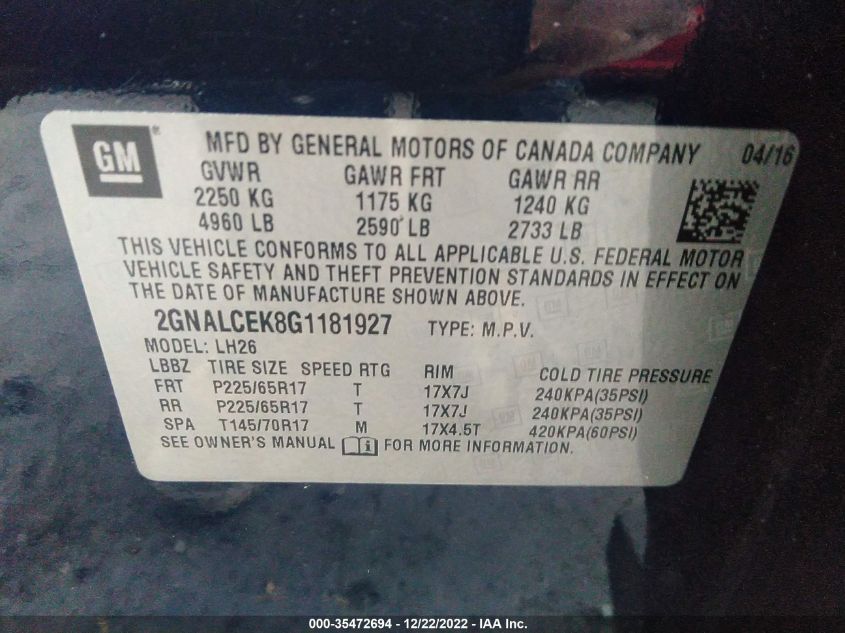 GM ® MFD BY GENERAL MOTORS OF CANADA COMPANY 04/16
GVWR GAWR FRT GAWR RR
2250 KG 1175 KG 1240 KG
4960 LB 2590 LB 2733 LB
THIS VEHICLE CONFORMS TO ALL APPLICABLE U.S. FEDERAL MOTOR
VEHICLE SAFETY AND THEFT PREVENTION STANDARDS IN EFFECT ON
THE DATE OF MANUFACTURE SHOWN ABOVE.
2GNALCEK8G1181927 TYPE: M.P.V.
MODEL: LH26
LBBZ TIRE SIZE SPEED RTG RIM COLD TIRE PRESSURE
FRT P225/65R17 T 17X7J 240KPA(35PSI)
RR P225/65R17 T 17X7J 240KPA(35PSI)
SPA T145/70R17 M 17X4.5T 420KPA(60PSI)
SEE OWNER'S MANUAL FOR MORE INFORMATION.
000-35472694 - 12/22/2022 - IAA Inc.